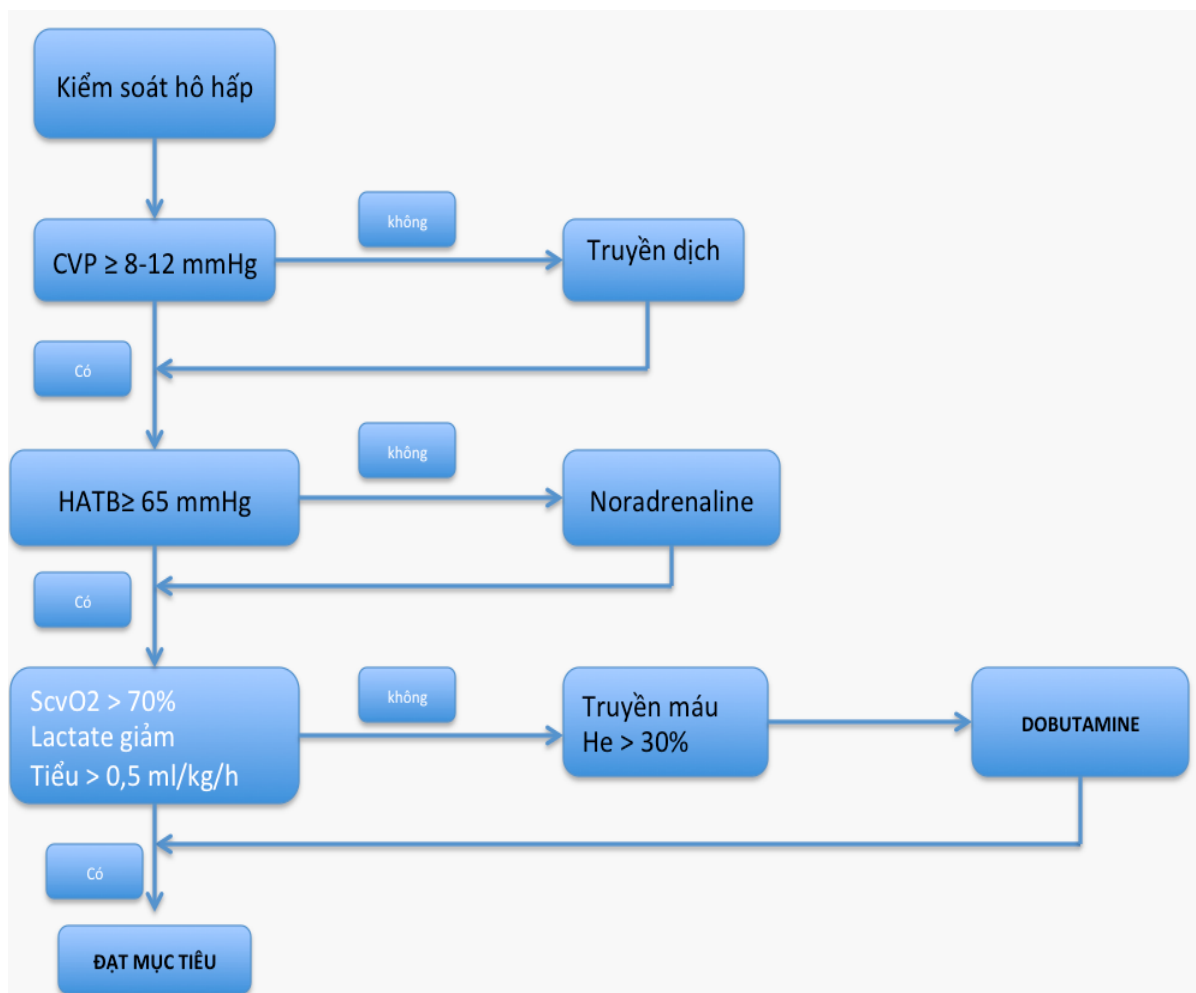 Kiểm soát hô hấp
không
CVP ≥ 8-12 mmHg
Truyền dịch
Có
không
HATB≥ 65 mmHg
Noradrenaline
Có
ScvO2 > 70%
Lactate giảm
Tiểu > 0,5 ml/kg/h
không
Truyền máu
He > 30%
DOBUTAMINE
Có
ĐẠT MỤC TIÊU